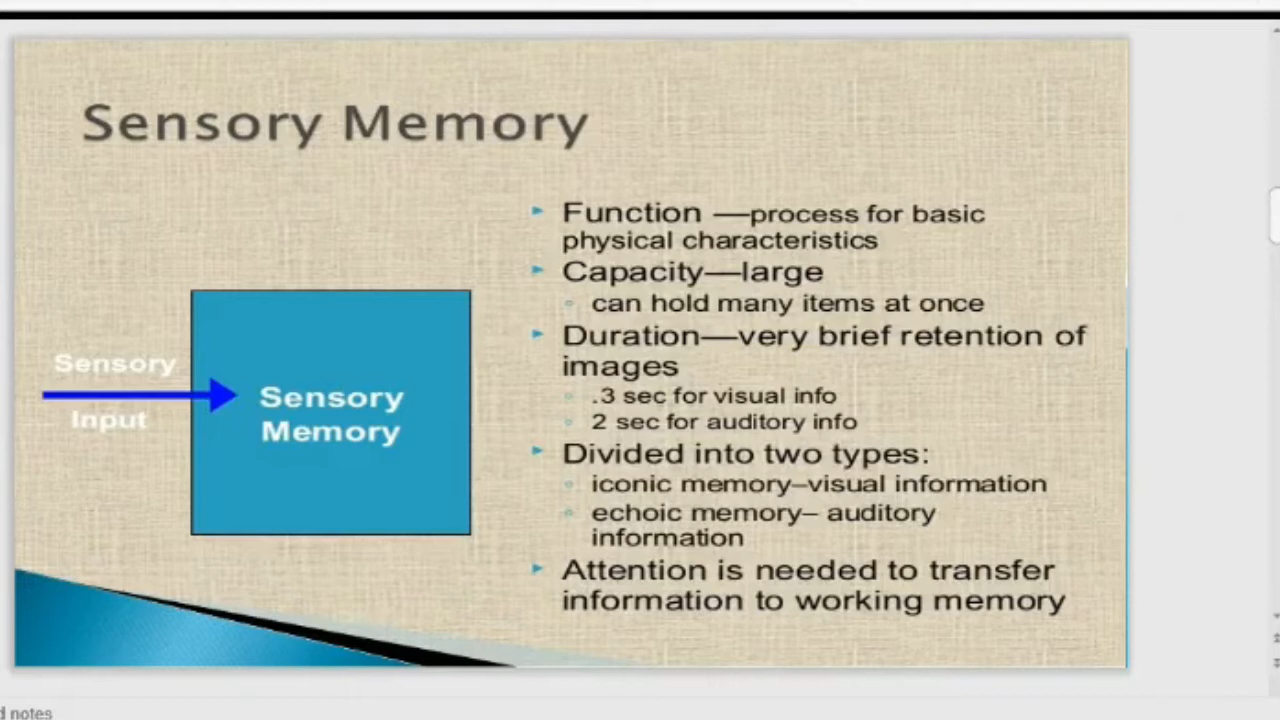 Sensory Memory
Function —process for basic
physical characteristics
Capacity—large
can hold many items at once
Duration—very brief retention of
images
.3 sec for visual info
2 sec for auditory info
Divided into two types:
iconic memory–visual information
echoic memory– auditory
information
Attention is needed to transfer
information to working memory
Sensory
Input
Sensory
Memory
d notes